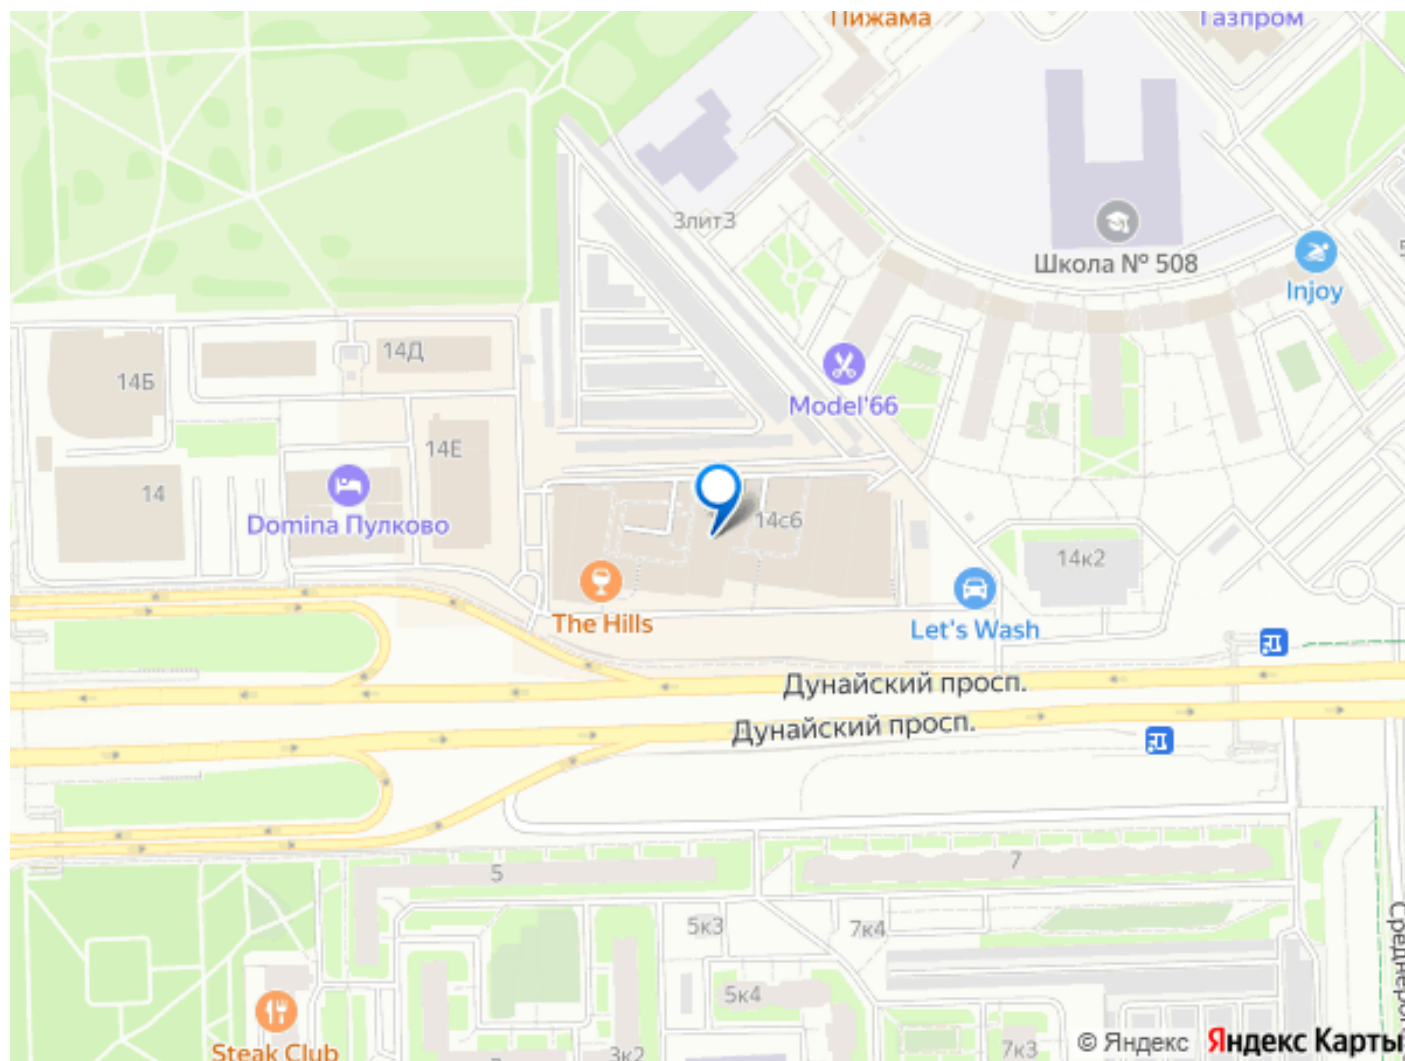 Пижама
Газпром
3лит3
Школа № 508
Injoy
14Д
14Б
Model'66
14Е
14
Domina Пулково
14с6
14к2
The Hills
Let's Wash
Дунайский просп.
Дунайский просп.
5
7
5к3
7к4
5к4
Steak Club
3к2
7к3
© Яндекс Яндекс Карты